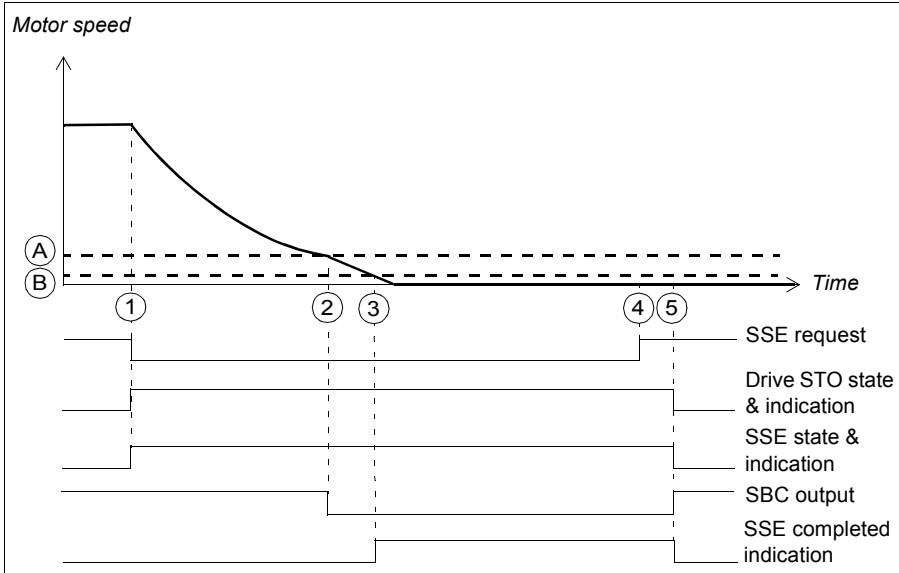 Motor speed
A
B
Time
1
2
3
4
5
SSE request
Drive STO state
& indication
SSE state &
indication
SBC output
SSE completed
indication